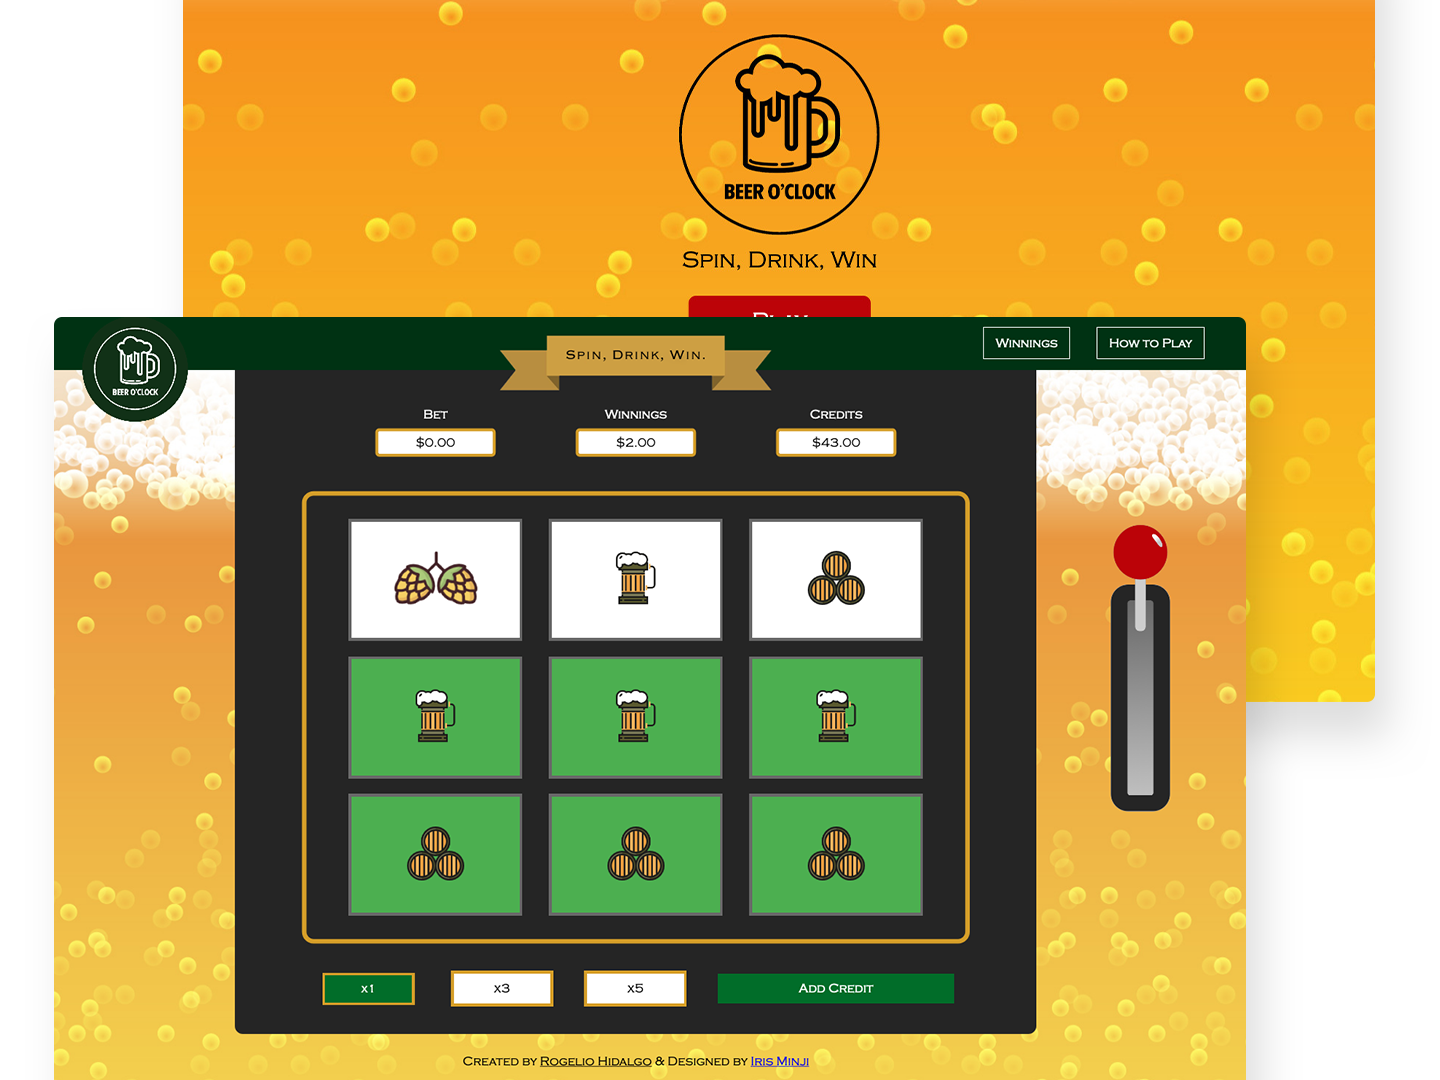 BEER O'CLOCK
Spin, Drink, Win
Play
BEER O'CLOCK
Spin, Drink, Win.
Winnings
How to Play
Bet
Winnings
Credits
$0.00
$2.00
$43.00
x1
x3
x5
Add Credit
Created by Rogelio Hidalgo & Designed by Iris Minji